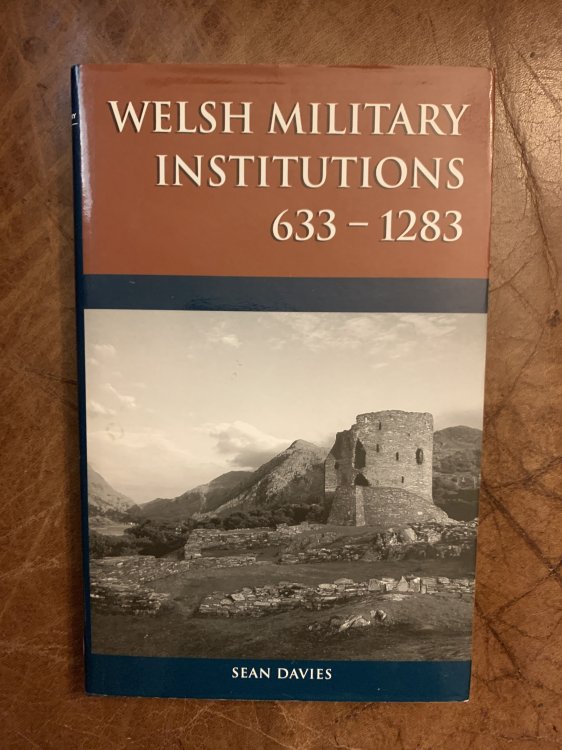 WELSH MILITARY
INSTITUTIONS
633 – 1283
SEAN DAVIES